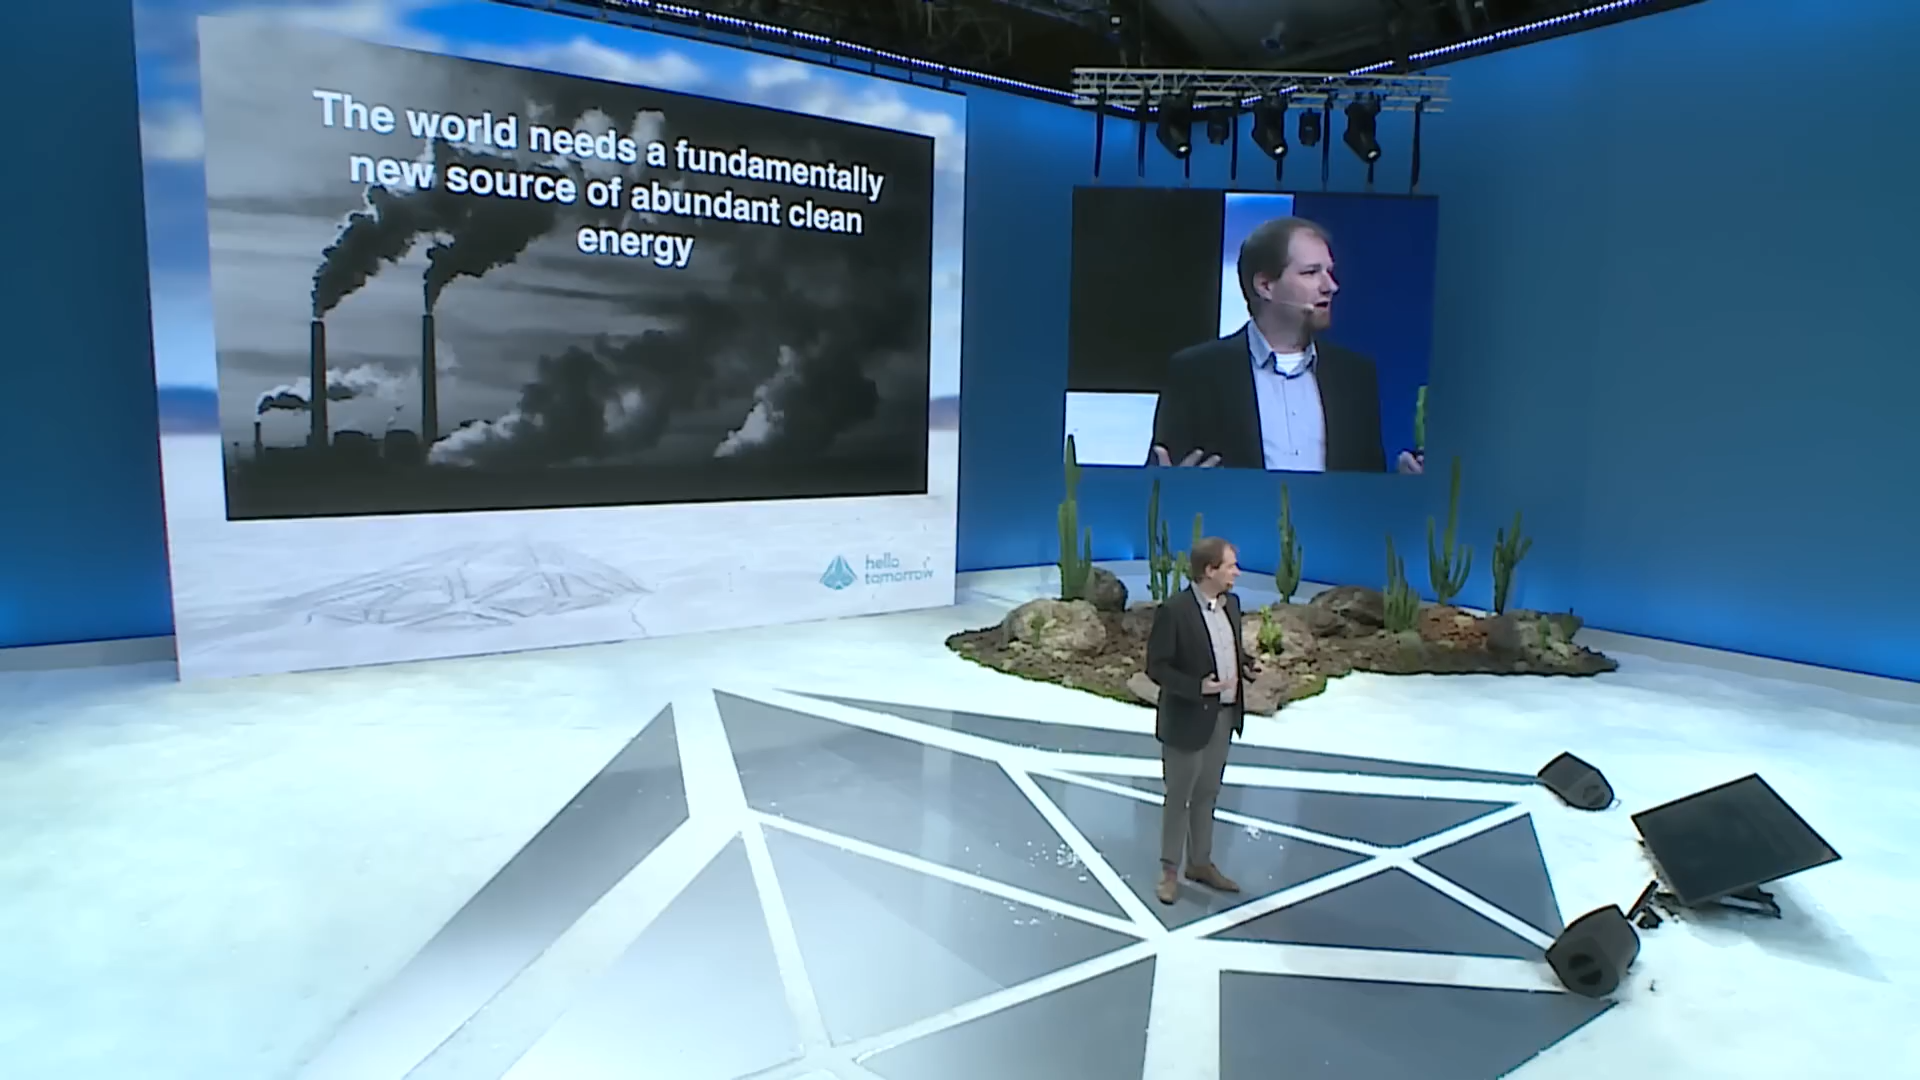 The world needs a fundamentally
new source of abundant clean
energy
hello
tomorrow